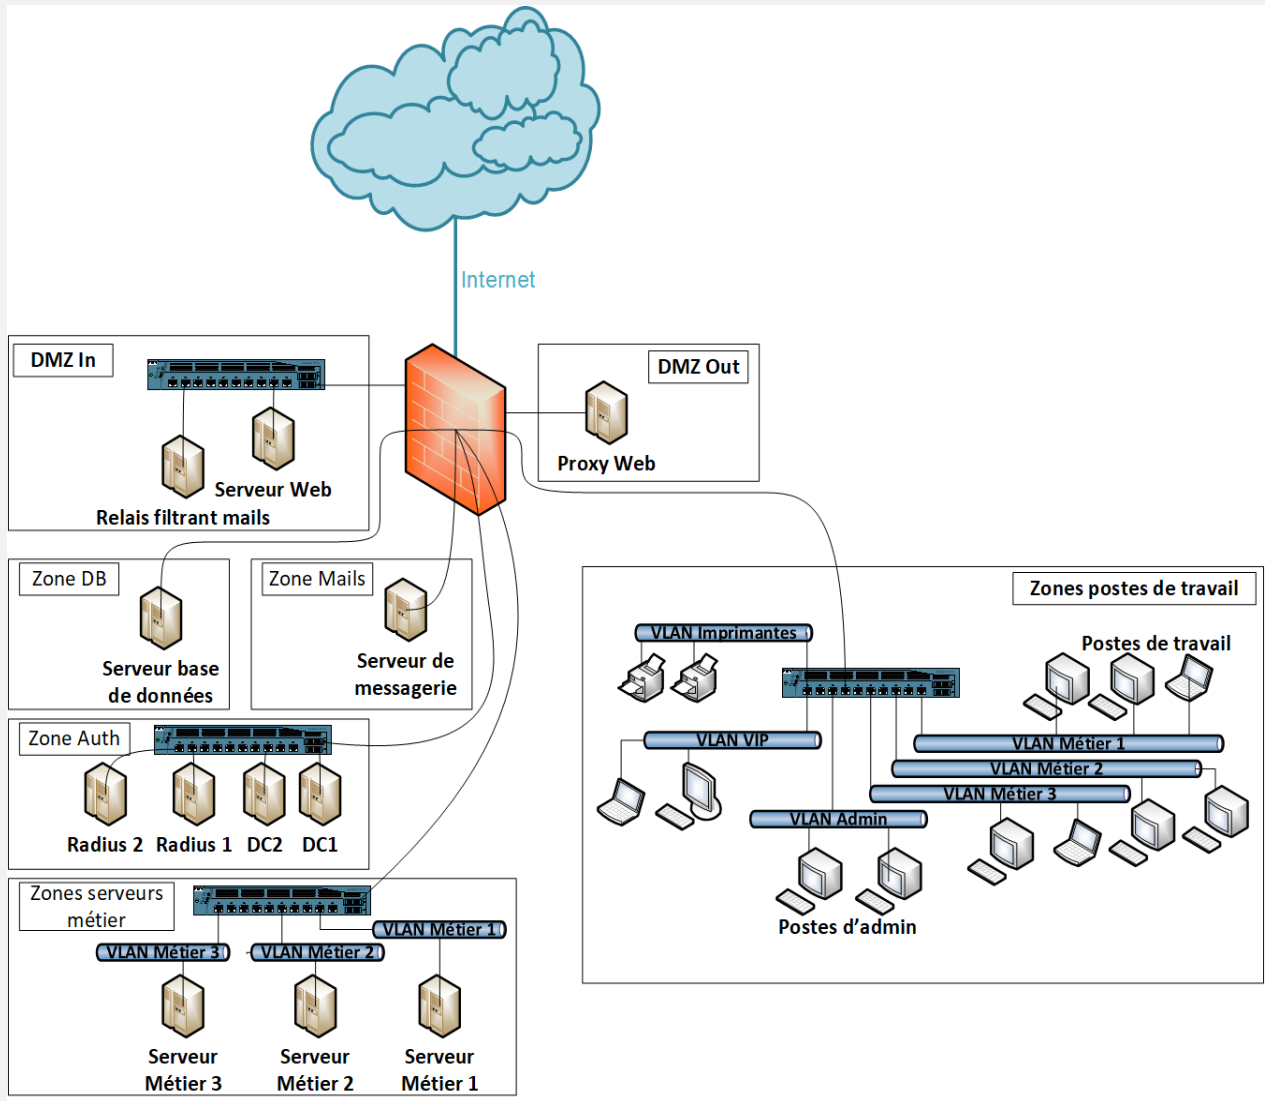 Internet
DMZ In
Serveur Web
Relais filtrant mails
DMZ Out
Proxy Web
Zone DB
Serveur base
de données
Zone Mails
Serveur de
messagerie
Zone Auth
Radius 2
Radius 1
DC2
DC1
Zones serveurs
métier
VLAN Métier 1
VLAN Métier 3
VLAN Métier 2
Serveur
Métier 3
Serveur
Métier 2
Serveur
Métier 1
Zones postes de travail
VLAN Imprimantes
Postes de travail
VLAN VIP
VLAN Métier 1
VLAN Métier 2
VLAN Métier 3
VLAN Admin
Postes d'admin